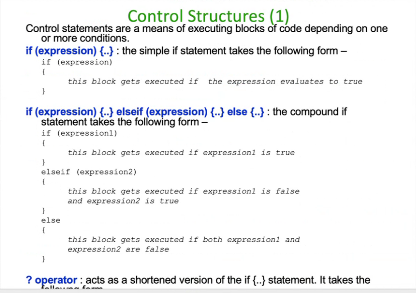 Control Structures (1)
Control statements are a means of executing blocks of code depending on one
or more conditions.
if (expression) {..} : the simple if statement takes the following form –
if (expression)
{
this block gets executed if the expression evaluates to true
}
if (expression) {..} elseif (expression) {..} else {..} : the compound if
statement takes the following form –
if (expression1)
{
this block gets executed if expression1 is true
}
elseif (expression2)
{
this block gets executed if expression1 is false
and expression2 is true
}
else
{
this block gets executed if both expression1 and
expression2 are false
}
? operator : acts as a shortened version of the if {..} statement. It takes the
following form